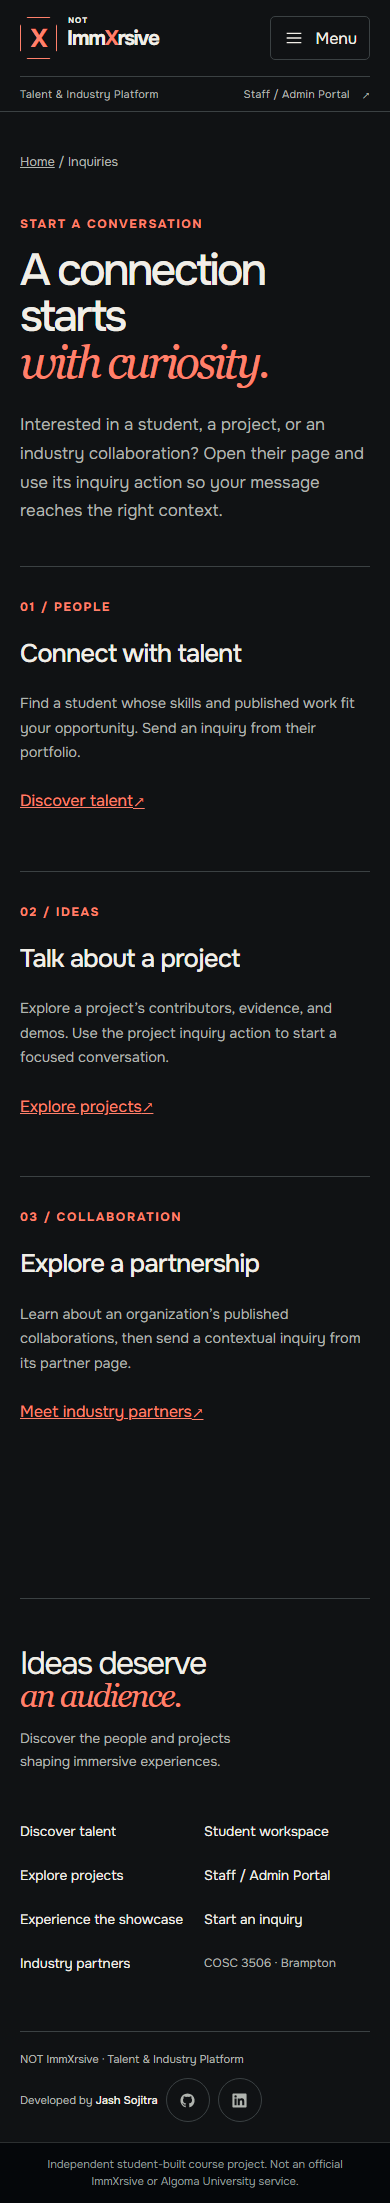 X
NOT
ImmXrsive
Menu
Talent & Industry Platform
Staff / Admin Portal ↗
Home / Inquiries
START A CONVERSATION
A connection
starts
with curiosity.
Interested in a student, a project, or an
industry collaboration? Open their page and
use its inquiry action so your message
reaches the right context.
01 / PEOPLE
Connect with talent
Find a student whose skills and published work fit
your opportunity. Send an inquiry from their
portfolio.
Discover talent↗
02 / IDEAS
Talk about a project
Explore a project’s contributors, evidence, and
demos. Use the project inquiry action to start a
focused conversation.
Explore projects↗
03 / COLLABORATION
Explore a partnership
Learn about an organization’s published
collaborations, then send a contextual inquiry from
its partner page.
Meet industry partners↗
Ideas deserve
an audience.
Discover the people and projects
shaping immersive experiences.
Discover talent
Student workspace
Explore projects
Staff / Admin Portal
Experience the showcase
Start an inquiry
Industry partners
COSC 3506 · Brampton
NOT ImmXrsive · Talent & Industry Platform
Developed by Jash Sojitra
Independent student-built course project. Not an official
ImmXrsive or Algoma University service.